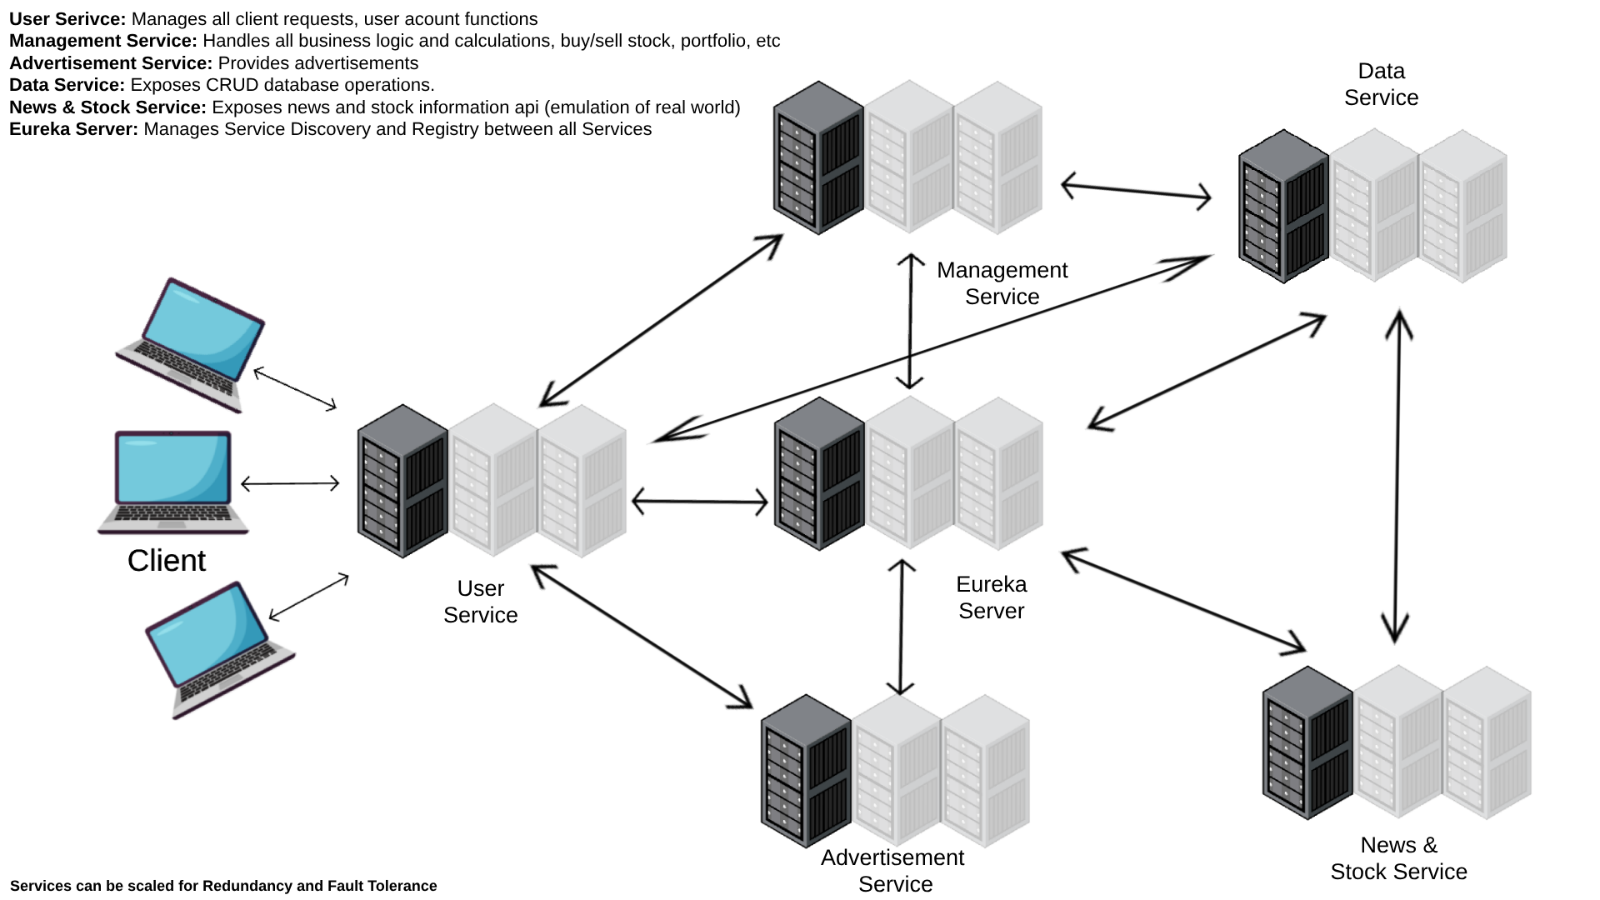 User Serivce: Manages all client requests, user acount functions
Management Service: Handles all business logic and calculations, buy/sell stock, portfolio, etc
Advertisement Service: Provides advertisements
Data Service: Exposes CRUD database operations.
News & Stock Service: Exposes news and stock information api (emulation of real world)
Eureka Server: Manages Service Discovery and Registry between all Services
Data
Service
Management
Service
Client
User
Service
Eureka
Server
Advertisement
Service
News &
Stock Service
Services can be scaled for Redundancy and Fault Tolerance